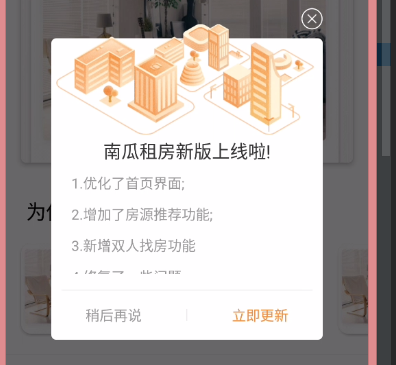 南瓜租房新版上线啦!
1.优化了首页界面;
2.增加了房源推荐功能;
3.新增双人找房功能
为
稍后再说
立即更新